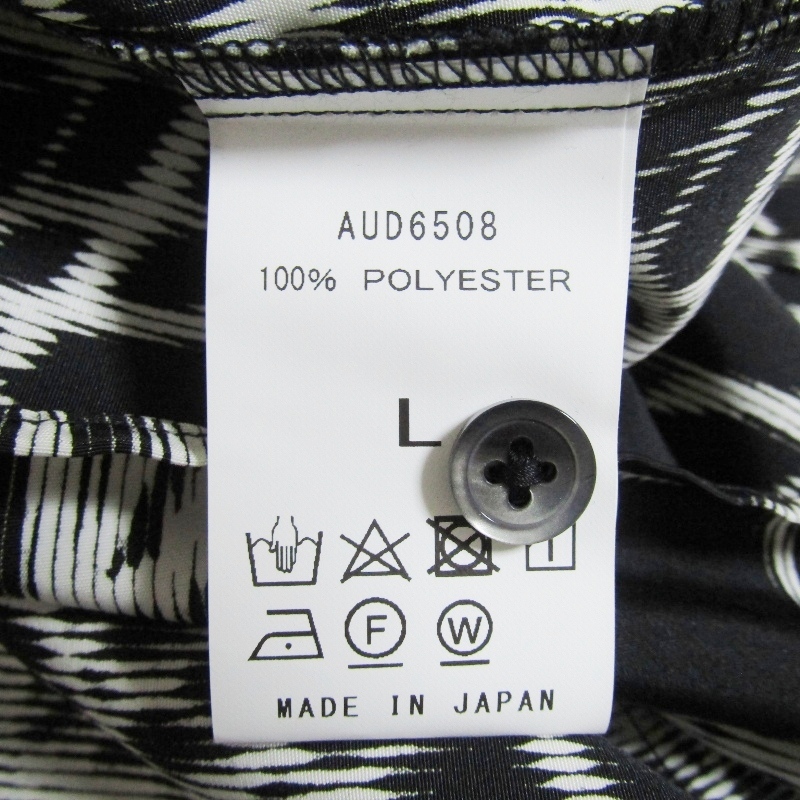 AUD6508
100% POLYESTER
L
F W
MADE IN JAPAN